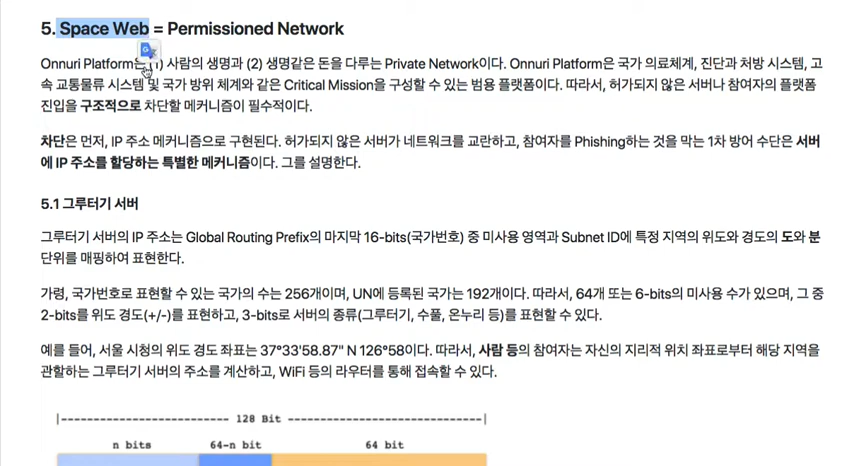 5. Space Web = Permissioned Network
Onnuri Platform은 (1) 사람의 생명과 (2) 생명같은 돈을 다루는 Private Network이다. Onnuri Platform은 국가 의료체계, 진단과 처방 시스템, 고
속 교통물류 시스템 및 국가 방위 체계와 같은 Critical Mission을 구성할 수 있는 범용 플랫폼이다. 따라서, 허가되지 않은 서버나 참여자의 플랫폼
진입을 구조적으로 차단할 메커니즘이 필수적이다.
차단은 먼저, IP 주소 메커니즘으로 구현된다. 허가되지 않은 서버가 네트워크를 교란하고, 참여자를 Phishing하는 것을 막는 1차 방어 수단은 서버
에 IP 주소를 할당하는 특별한 메커니즘이다. 그를 설명한다.
5.1 그루터기 서버
그루터기 서버의 IP 주소는 Global Routing Prefix의 마지막 16-bits(국가번호) 중 미사용 영역과 Subnet ID에 특정 지역의 위도와 경도의 도와 분
단위를 매핑하여 표현한다.
가령, 국가번호로 표현할 수 있는 국가의 수는 256개이며, UN에 등록된 국가는 192개이다. 따라서, 64개 또는 6-bits의 미사용 수가 있으며, 그 중
2-bits를 위도 경도(+/-)를 표현하고, 3-bits로 서버의 종류(그루터기, 수풀, 온누리 등)를 표현할 수 있다.
예를 들어, 서울 시청의 위도 경도 좌표는 37°33'58.87" N 126°58이다. 따라서, 사람 등의 참여자는 자신의 지리적 위치 좌표로부터 해당 지역을
관할하는 그루터기 서버의 주소를 계산하고, WiFi 등의 라우터를 통해 접속할 수 있다.
128 Bit
n bits 64-n bit 64 bit